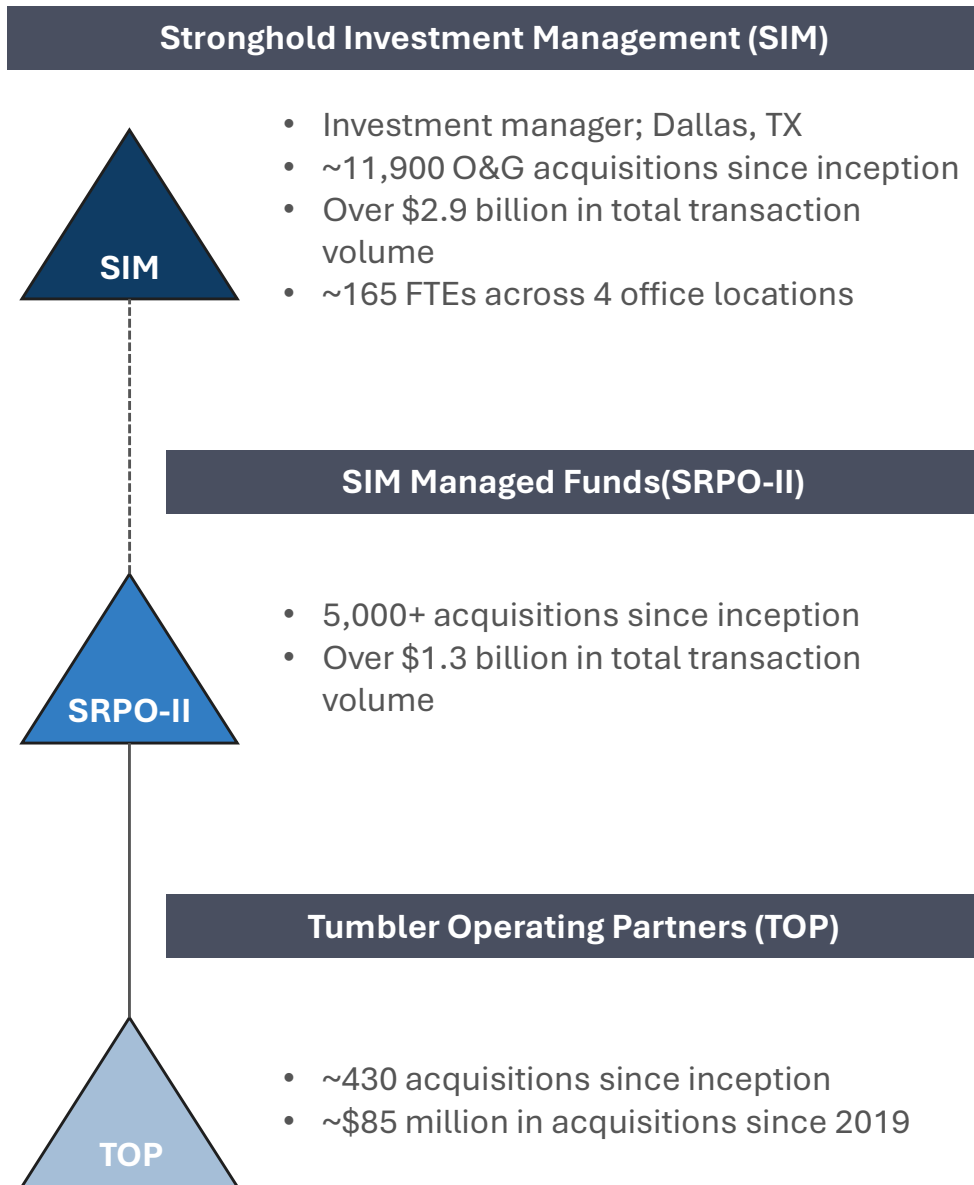 Stronghold Investment Management (SIM)
• Investment manager; Dallas, TX
• ~11,900 O&G acquisitions since inception
• Over $2.9 billion in total transaction
volume
• ~165 FTEs across 4 office locations
SIM
SIM Managed Funds(SRPO-II)
• 5,000+ acquisitions since inception
• Over $1.3 billion in total transaction
volume
SRPO-II
Tumbler Operating Partners (TOP)
• ~430 acquisitions since inception
• ~$85 million in acquisitions since 2019
TOP